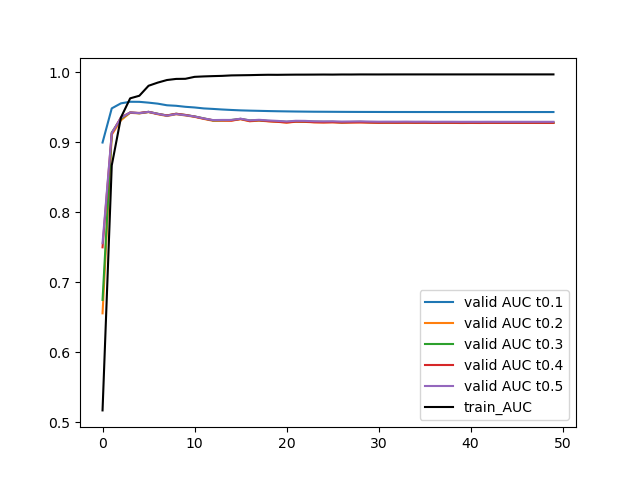 1.0
0.9
0.8
0.7
0.6
0.5
0
10
20
30
40
50
valid AUC t0.1
valid AUC t0.2
valid AUC t0.3
valid AUC t0.4
valid AUC t0.5
train_AUC